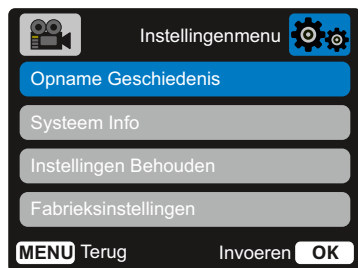 Instellingenmenu
Opname Geschiedenis
Systeem Info
Instellingen Behouden
Fabrieksinstellingen
MENU Terug Invoeren OK